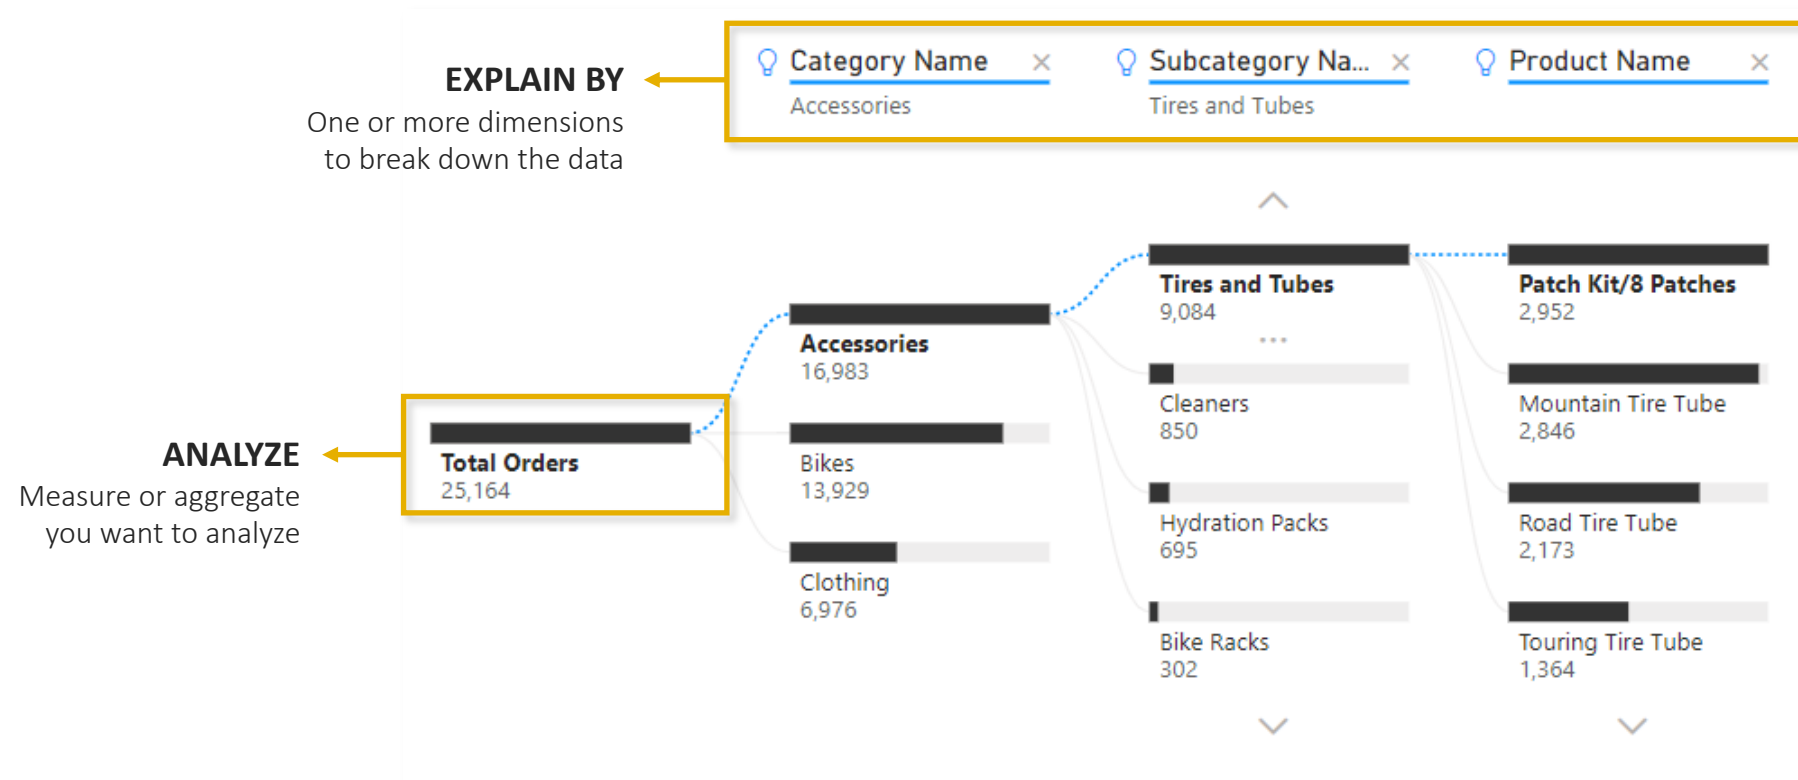 EXPLAIN BY
One or more dimensions
to break down the data
Category Name
Accessories
Subcategory Na...
Tires and Tubes
Product Name
ANALYZE
Measure or aggregate
you want to analyze
Total Orders
25,164
Accessories
16,983
Bikes
13,929
Clothing
6,976
Tires and Tubes
9,084
Cleaners
850
Hydration Packs
695
Bike Racks
302
Patch Kit/8 Patches
2,952
Mountain Tire Tube
2,846
Road Tire Tube
2,173
Touring Tire Tube
1,364